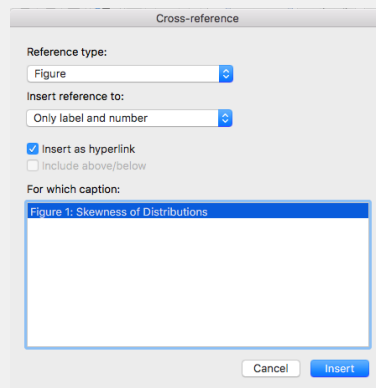 Cross-reference
Reference type:
Figure
Insert reference to:
Only label and number
Insert as hyperlink
Include above/below
For which caption:
Figure 1: Skewness of Distributions
Cancel Insert